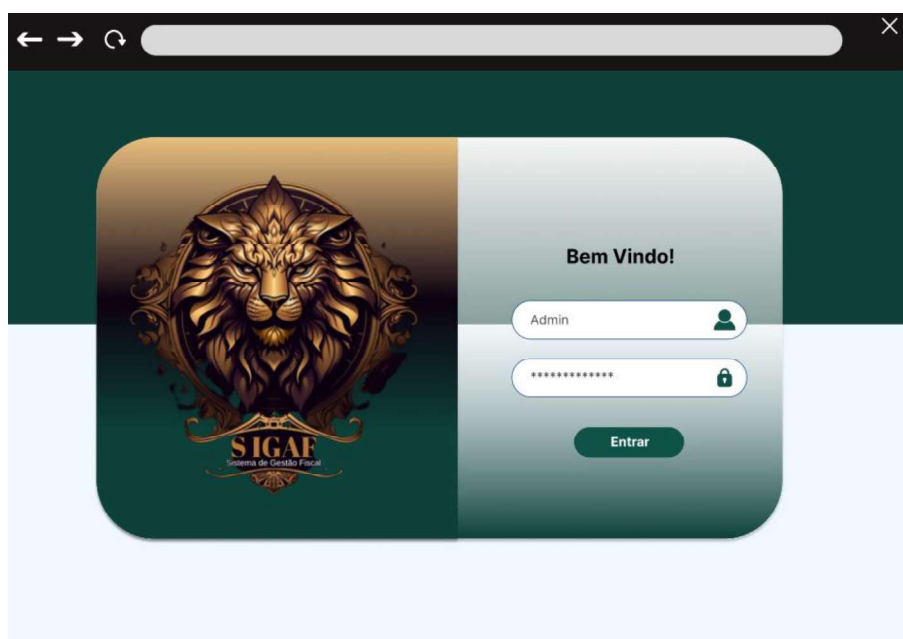 SIGAF
Sistema de Gestão Fiscal
Bem Vindo!
Admin
*************
Entrar